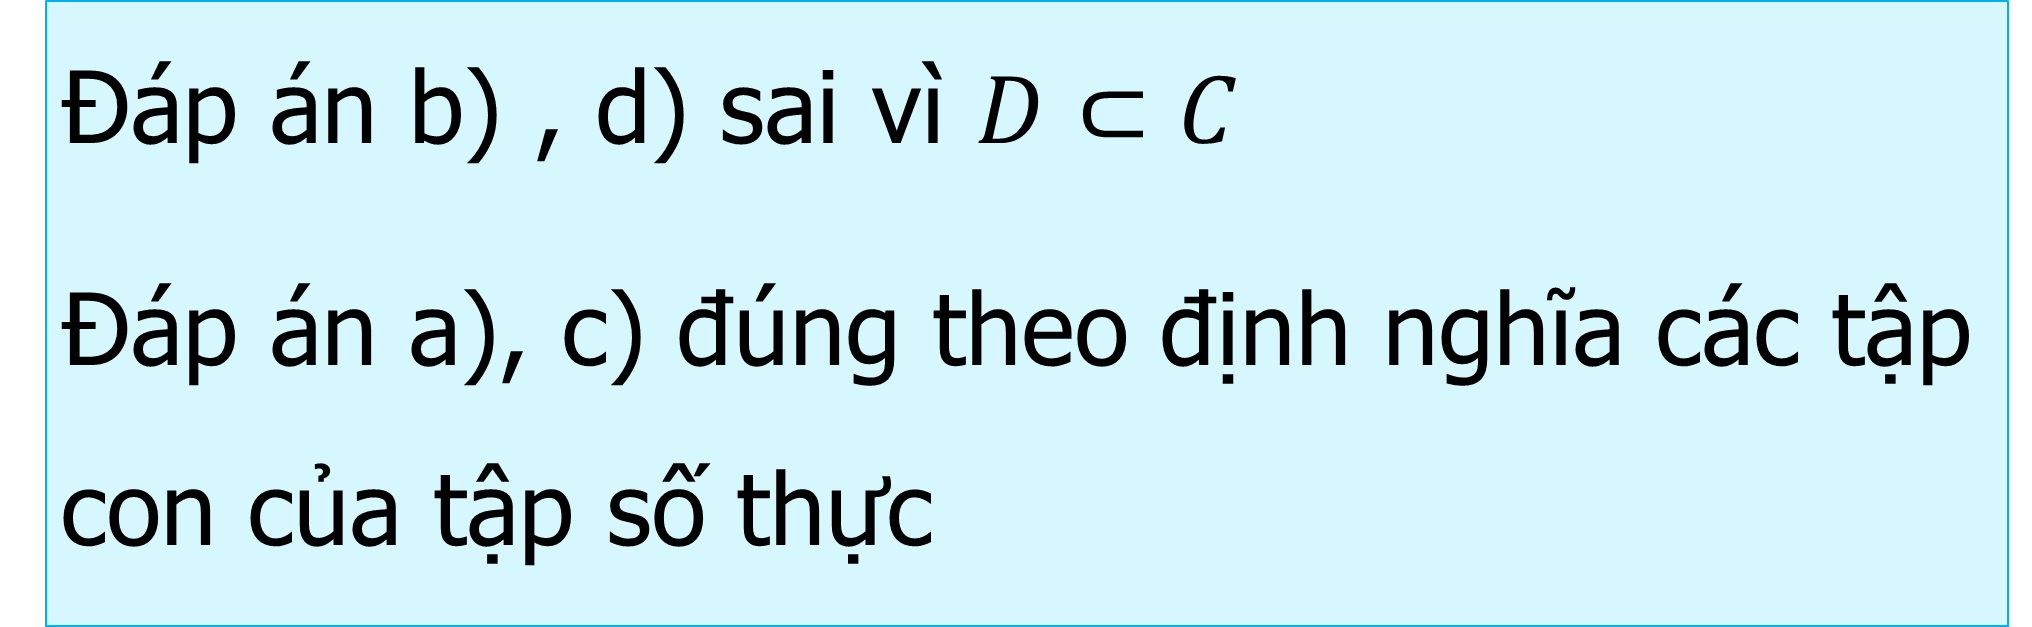 Đáp án b) , d) sai vì 𝐷 ⊂ 𝐶
Đáp án a), c) đúng theo định nghĩa các tập
con của tập số thực